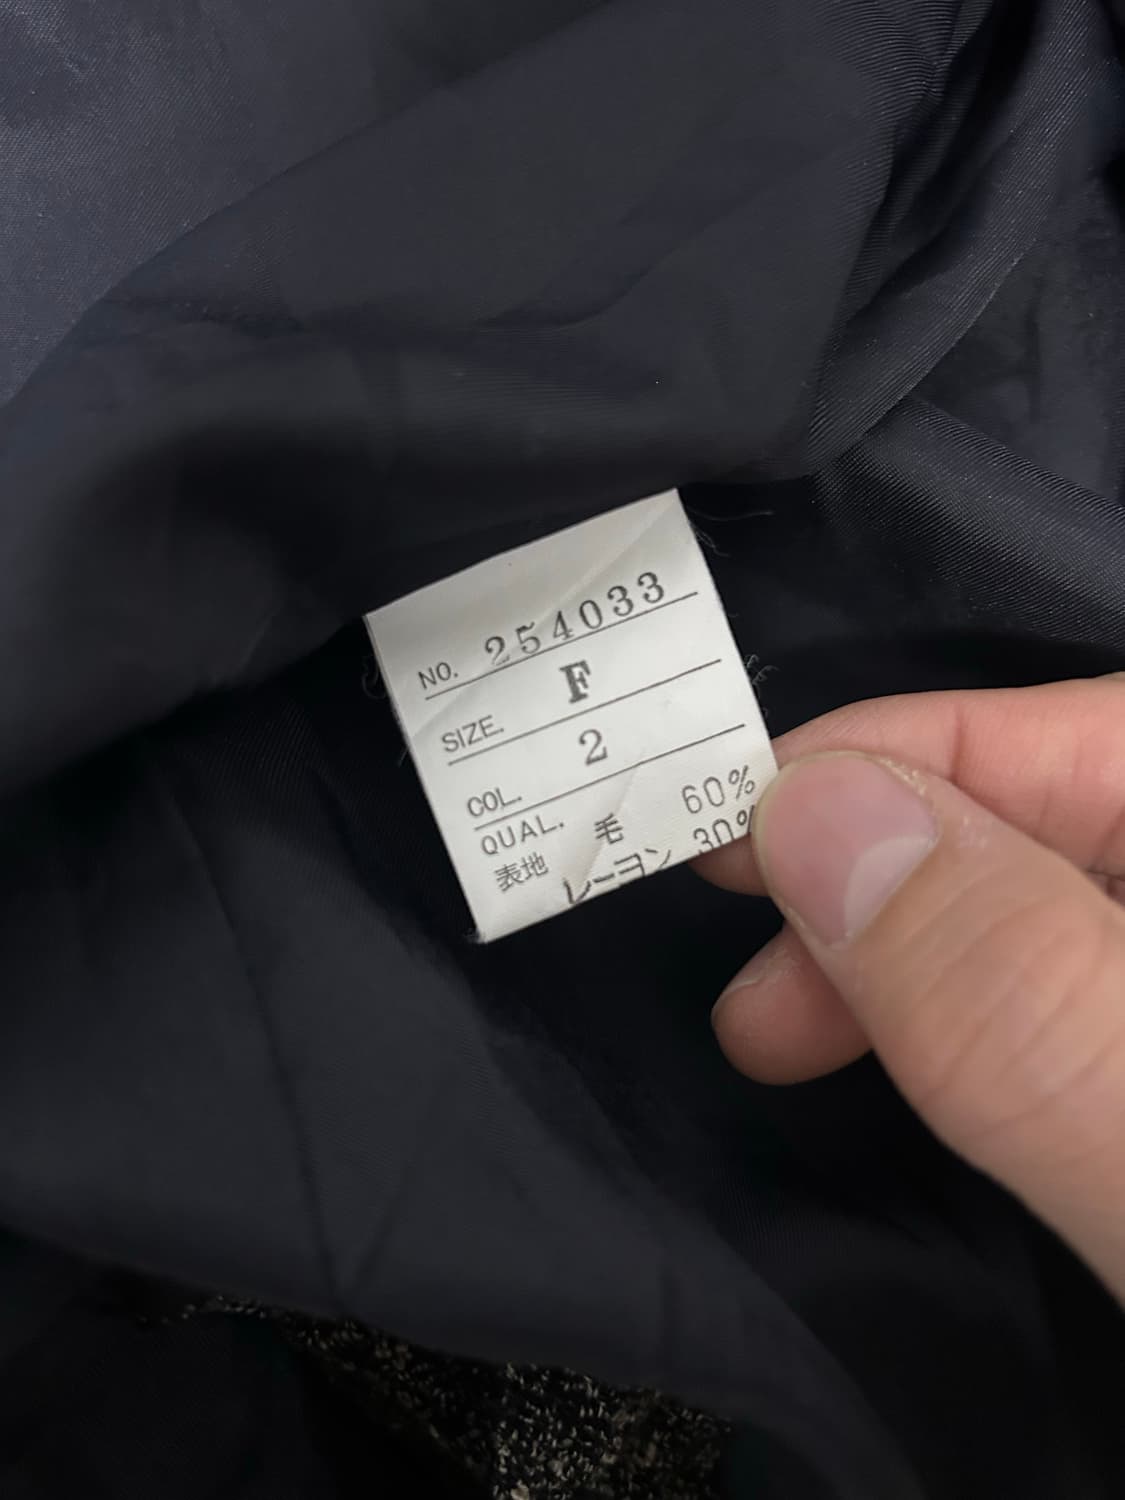 NO. 254033
SIZE. F
COL. 2
QUAL.
表地 毛 60%
レーヨン 30%